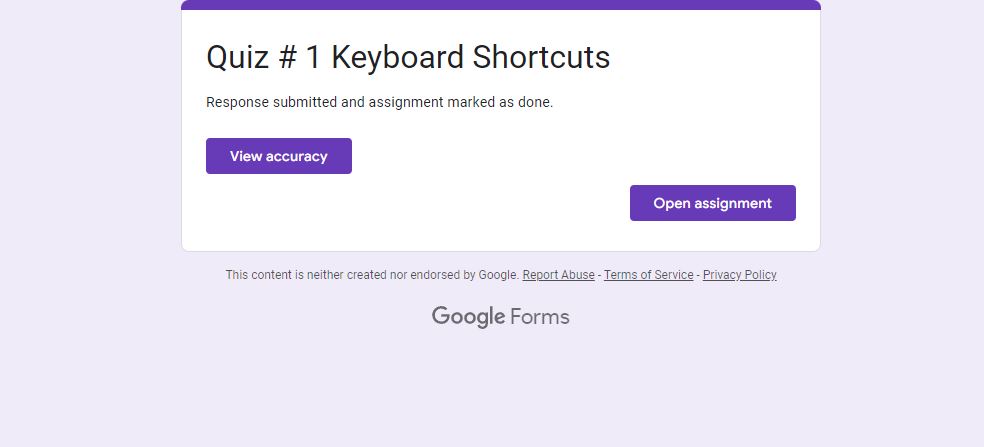 Quiz # 1 Keyboard Shortcuts
Response submitted and assignment marked as done.
View accuracy
Open assignment
This content is neither created nor endorsed by Google. Report Abuse - Terms of Service - Privacy Policy
Google Forms